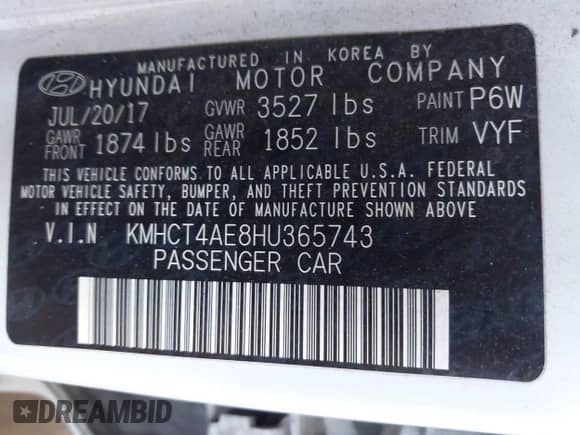 MANUFACTURED IN KOREA BY
HYUNDAI MOTOR COMPANY
JUL/20/17 GVWR 3527 lbs PAINT P6W
GAWR FRONT 1874 lbs GAWR REAR 1852 lbs TRIM VYF
THIS VEHICLE CONFORMS TO ALL APPLICABLE U.S.A. FEDERAL
MOTOR VEHICLE SAFETY, BUMPER, AND THEFT PREVENTION STANDARDS
IN EFFECT ON THE DATE OF MANUFACTURE SHOWN ABOVE.
V.I.N KMHCT4AE8HU365743
PASSENGER CAR
DREAMBID